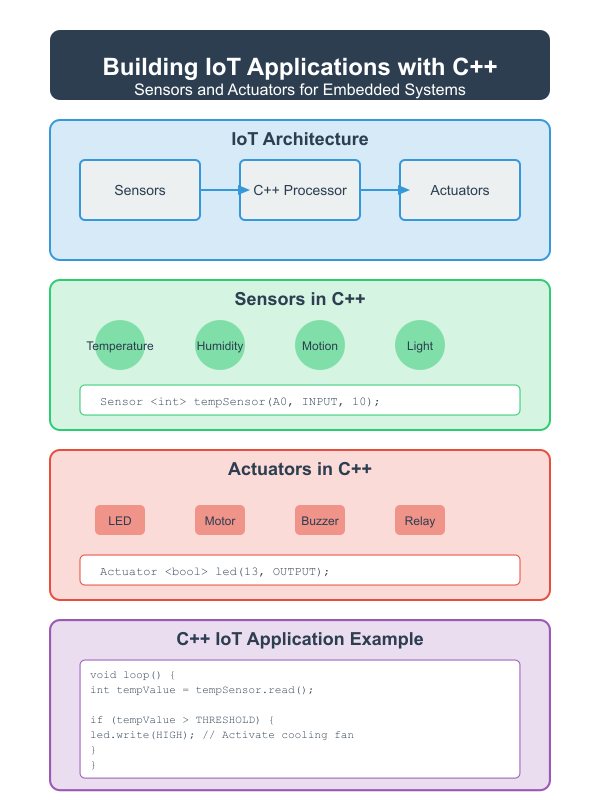 Building IoT Applications with C++
Sensors and Actuators for Embedded Systems
IoT Architecture
Sensors C++ Processor Actuators
Sensors in C++
Temperature Humidity Motion Light
Sensor <int> tempSensor(A0, INPUT, 10);
Actuators in C++
LED Motor Buzzer Relay
Actuator <bool> led(13, OUTPUT);
C++ IoT Application Example
void loop() {
int tempValue = tempSensor.read();
if (tempValue > THRESHOLD) {
led.write(HIGH); // Activate cooling fan
}
}